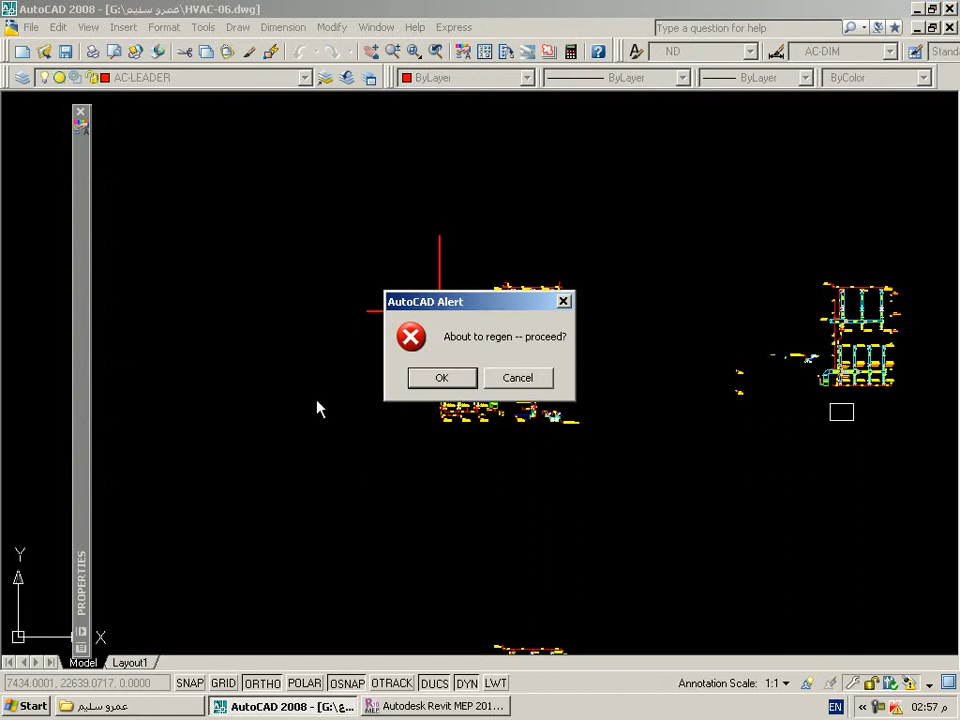 AutoCAD 2008 - [G:\عمرو سليم\HVAC-06.dwg]
File Edit View Insert Format Tools Draw Dimension Modify Window Help Express
Type a question for help
ND
AC-DIM
Stand
AC-LEADER
ByLayer
ByLayer
ByLayer
ByColor
AutoCAD Alert
About to regen -- proceed?
OK
Cancel
PROPERTIES
Y
X
Model
Layout1
7434.0001, 22639.0717, 0.0000
SNAP GRID ORTHO POLAR OSNAP OTRACK DUCS DYN LWT
Annotation Scale: 1:1
Start
عمرو سليم
AutoCAD 2008 - [G:\ع...
Autodesk Revit MEP 201...
EN
02:57 م